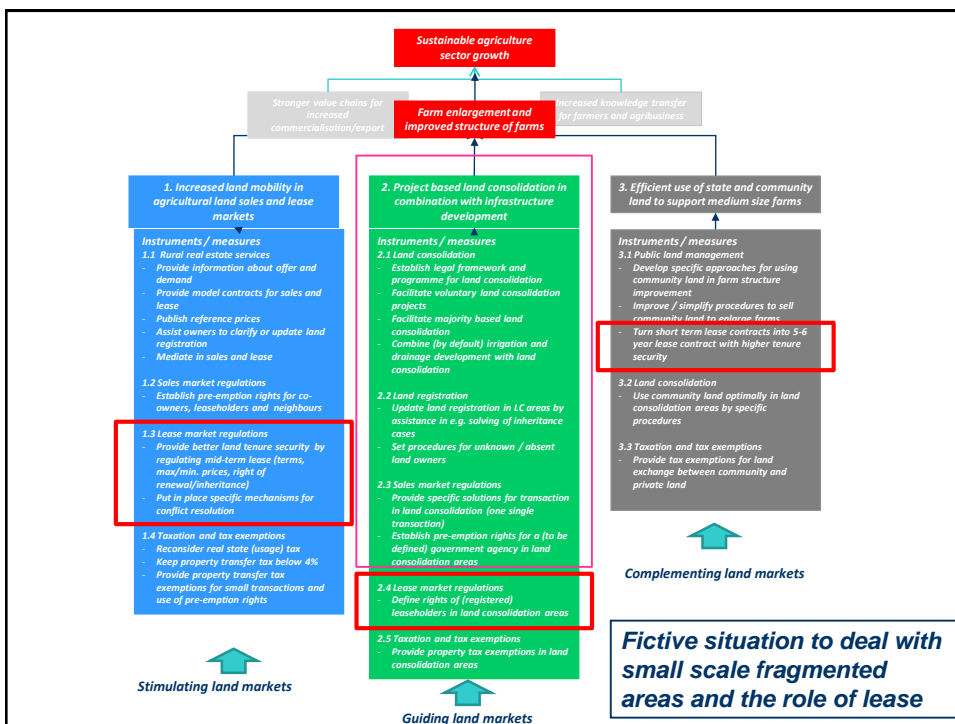 Sustainable agriculture
sector growth
Stronger value chains for
increased
commercialisation/export
Farm enlargement and
improved structure of farms
Increased knowledge transfer
for farmers and agribusiness
1. Increased land mobility in
agricultural land sales and lease
markets
Instruments / measures
1.1 Rural real estate services
- Provide information about offer and
demand
- Provide model contracts for sales and
lease
- Publish reference prices
- Assist owners to clarify or update land
registration
- Mediate in sales and lease
1.2 Sales market regulations
- Establish pre-emption rights for co-
owners, leaseholders and neighbours
1.3 Lease market regulations
- Provide better land tenure security by
regulating mid-term lease (terms,
max/min. prices, right of
renewal/inheritance)
- Put in place specific mechanisms for
conflict resolution
1.4 Taxation and tax exemptions
- Reconsider real state (usage) tax
- Keep property transfer tax below 4%
- Provide property transfer tax
exemptions for small transactions and
use of pre-emption rights
Stimulating land markets
2. Project based land consolidation in
combination with infrastructure
development
Instruments / measures
2.1 Land consolidation
- Establish legal framework and
programme for land consolidation
- Facilitate voluntary land consolidation
projects
- Facilitate majority based land
consolidation
- Combine (by default) irrigation and
drainage development with land
consolidation
2.2 Land registration
- Update land registration in LC areas by
assistance in e.g. solving of inheritance
cases
- Set procedures for unknown / absent
land owners
2.3 Sales market regulations
- Provide specific solutions for transaction
in land consolidation (one single
transaction)
- Establish pre-emption rights for a (to be
defined) government agency in land
consolidation areas
2.4 Lease market regulations
- Define rights of (registered)
leaseholders in land consolidation areas
2.5 Taxation and tax exemptions
- Provide property tax exemptions in land
consolidation areas
Guiding land markets
3. Efficient use of state and community
land to support medium size farms
Instruments / measures
3.1 Public land management
- Develop specific approaches for using
community land in farm structure
improvement
- Improve / simplify procedures to sell
community land to enlarge farms
- Turn short term lease contracts into 5-6
year lease contract with higher tenure
security
3.2 Land consolidation
- Use community land optimally in land
consolidation areas by specific
procedures
3.3 Taxation and tax exemptions
- Provide tax exemptions for land
exchange between community and
private land
Complementing land markets
Fictive situation to deal with
small scale fragmented
areas and the role of lease